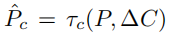 P̂_c = τ_c(P, ΔC)